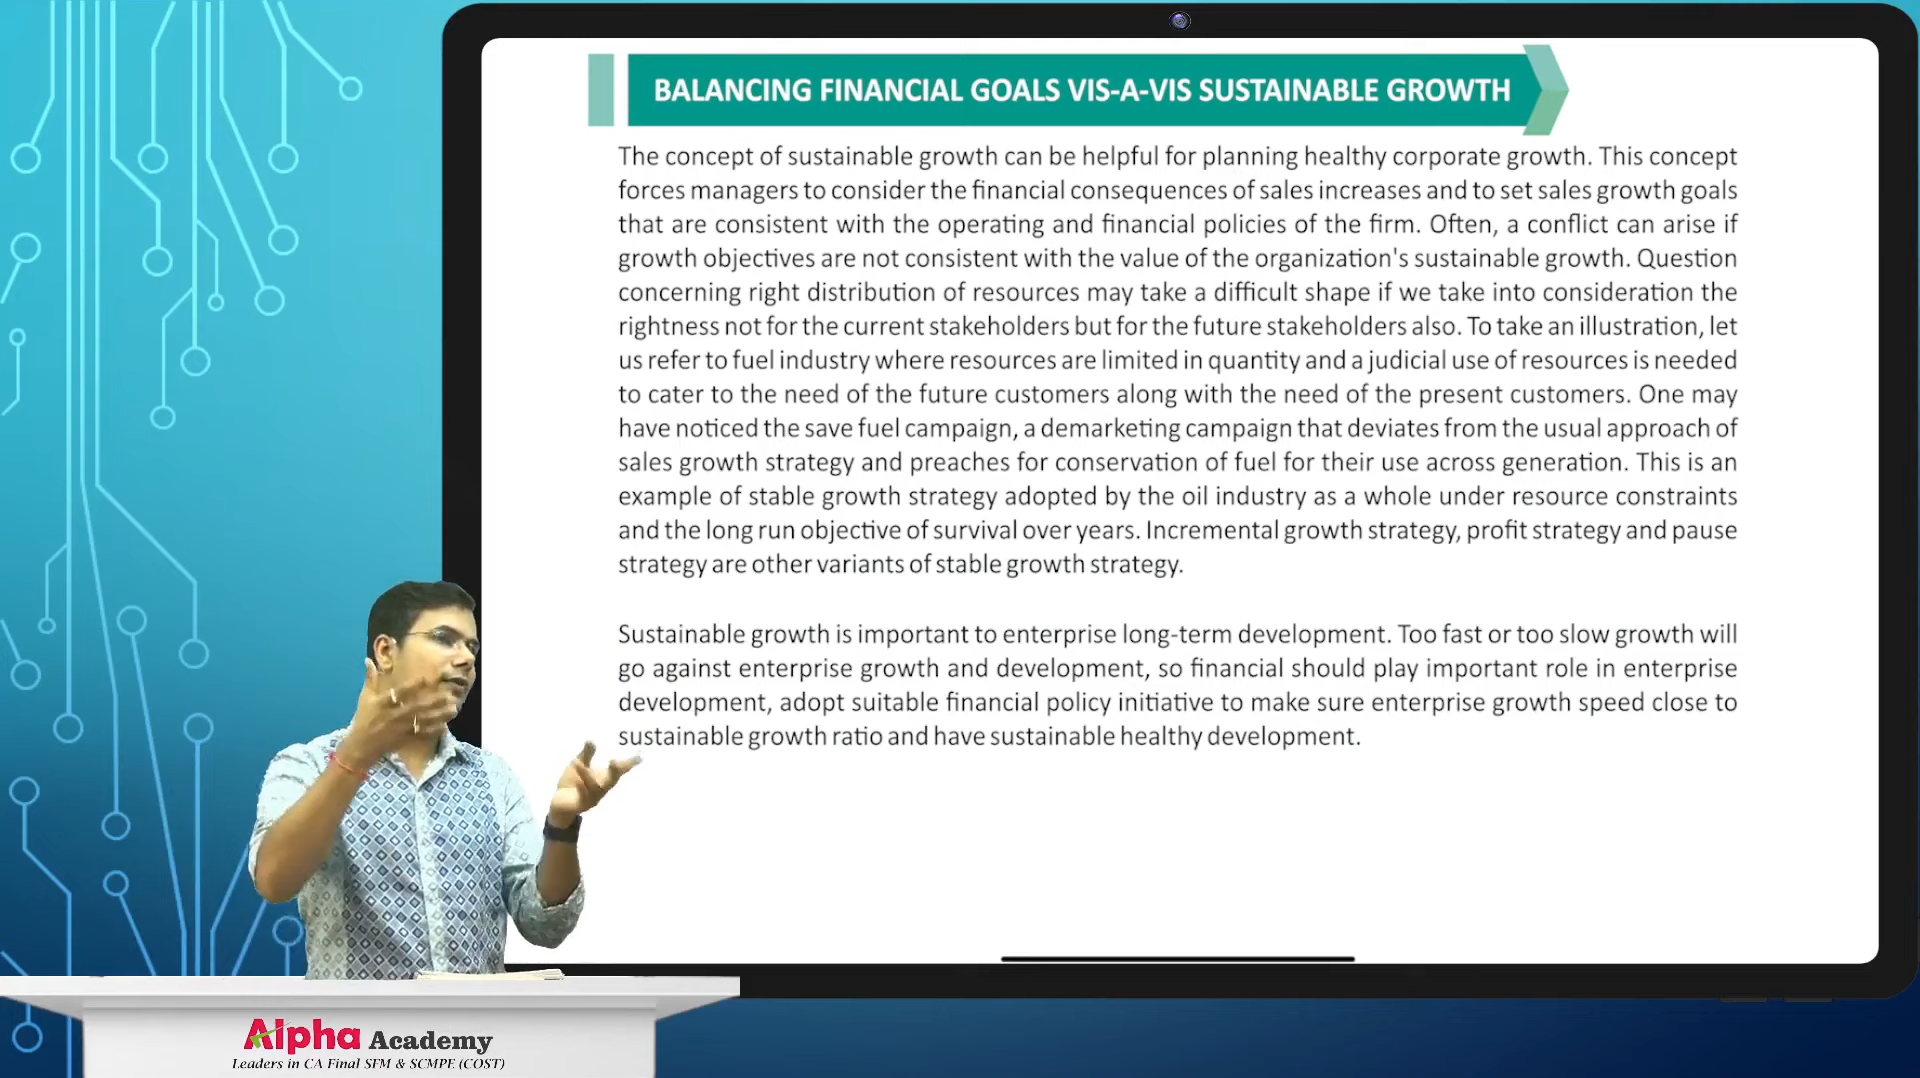 BALANCING FINANCIAL GOALS VIS-A-VIS SUSTAINABLE GROWTH
The concept of sustainable growth can be helpful for planning healthy corporate growth. This concept
forces managers to consider the financial consequences of sales increases and to set sales growth goals
that are consistent with the operating and financial policies of the firm. Often, a conflict can arise if
growth objectives are not consistent with the value of the organization's sustainable growth. Question
concerning right distribution of resources may take a difficult shape if we take into consideration the
rightness not for the current stakeholders but for the future stakeholders also. To take an illustration, let
us refer to fuel industry where resources are limited in quantity and a judicial use of resources is needed
to cater to the need of the future customers along with the need of the present customers. One may
have noticed the save fuel campaign, a demarketing campaign that deviates from the usual approach of
sales growth strategy and preaches for conservation of fuel for their use across generation. This is an
example of stable growth strategy adopted by the oil industry as a whole under resource constraints
and the long run objective of survival over years. Incremental growth strategy, profit strategy and pause
strategy are other variants of stable growth strategy.
Sustainable growth is important to enterprise long-term development. Too fast or too slow growth will
go against enterprise growth and development, so financial should play important role in enterprise
development, adopt suitable financial policy initiative to make sure enterprise growth speed close to
sustainable growth ratio and have sustainable healthy development.
Alpha Academy
Leaders in CA Final SFM & SCMPE (COST)